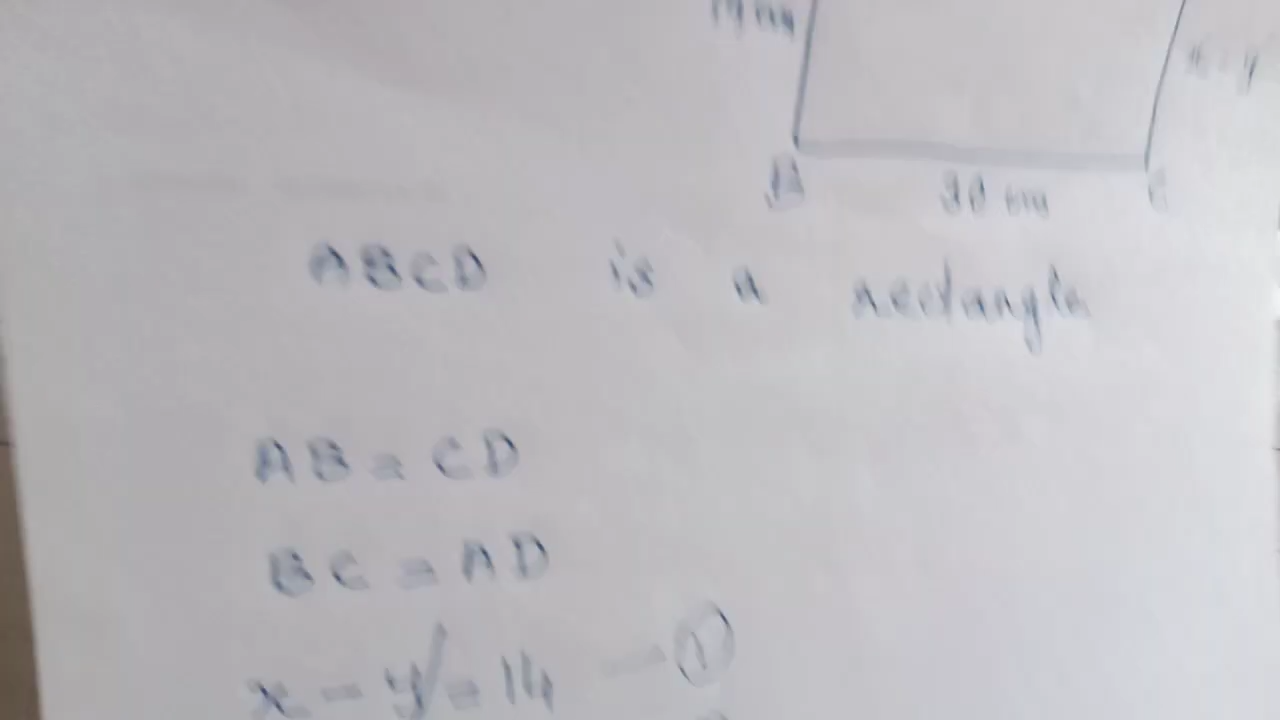 x - y
B
C
ABCD is a rectangle
AB = CD
BC = AD
x - y = 14 — ①